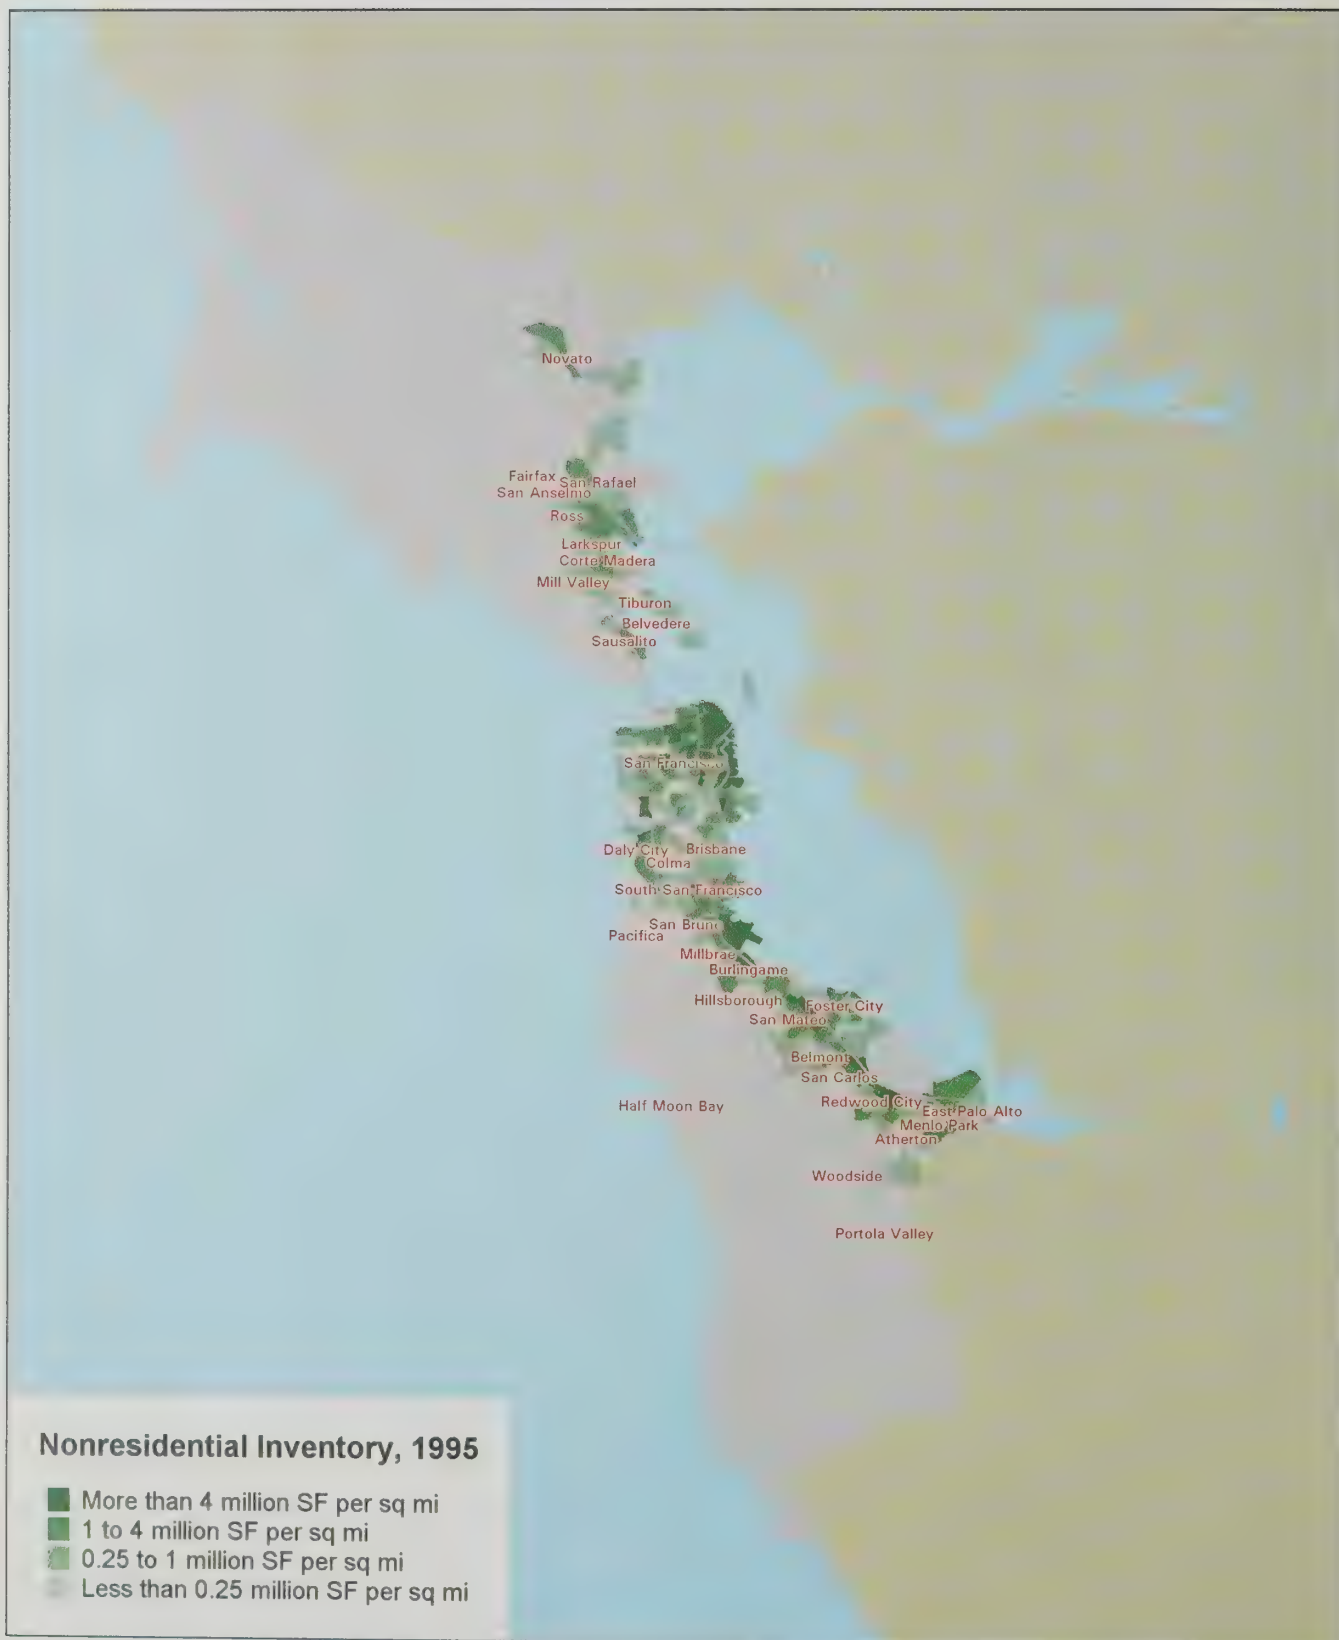 Novato
Fairfax
San Rafael
San Anselmo
Ross
Larkspur
Corte Madera
Mill Valley
Tiburon
Belvedere
Sausalito
San Francisco
Daly City
Brisbane
Colma
South San Francisco
San Bruno
Pacifica
Millbrae
Burlingame
Hillsborough
Foster City
San Mateo
Belmont
San Carlos
Half Moon Bay
Redwood City
East Palo Alto
Menlo Park
Atherton
Woodside
Portola Valley
Nonresidential Inventory, 1995
More than 4 million SF per sq mi
1 to 4 million SF per sq mi
0.25 to 1 million SF per sq mi
Less than 0.25 million SF per sq mi